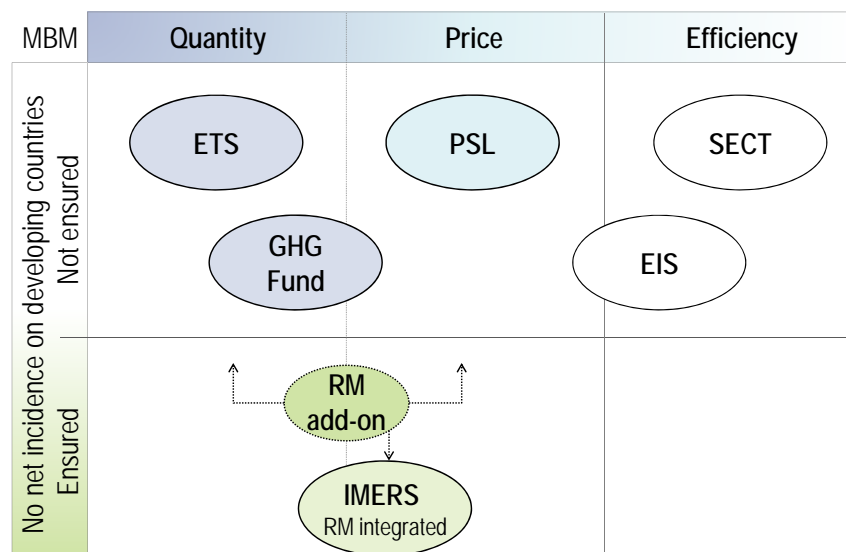 MBM
Quantity
Price
Efficiency
No net incidence on developing countries
Not ensured
Ensured
ETS
PSL
SECT
GHG
Fund
EIS
RM
add-on
IMERS
RM integrated